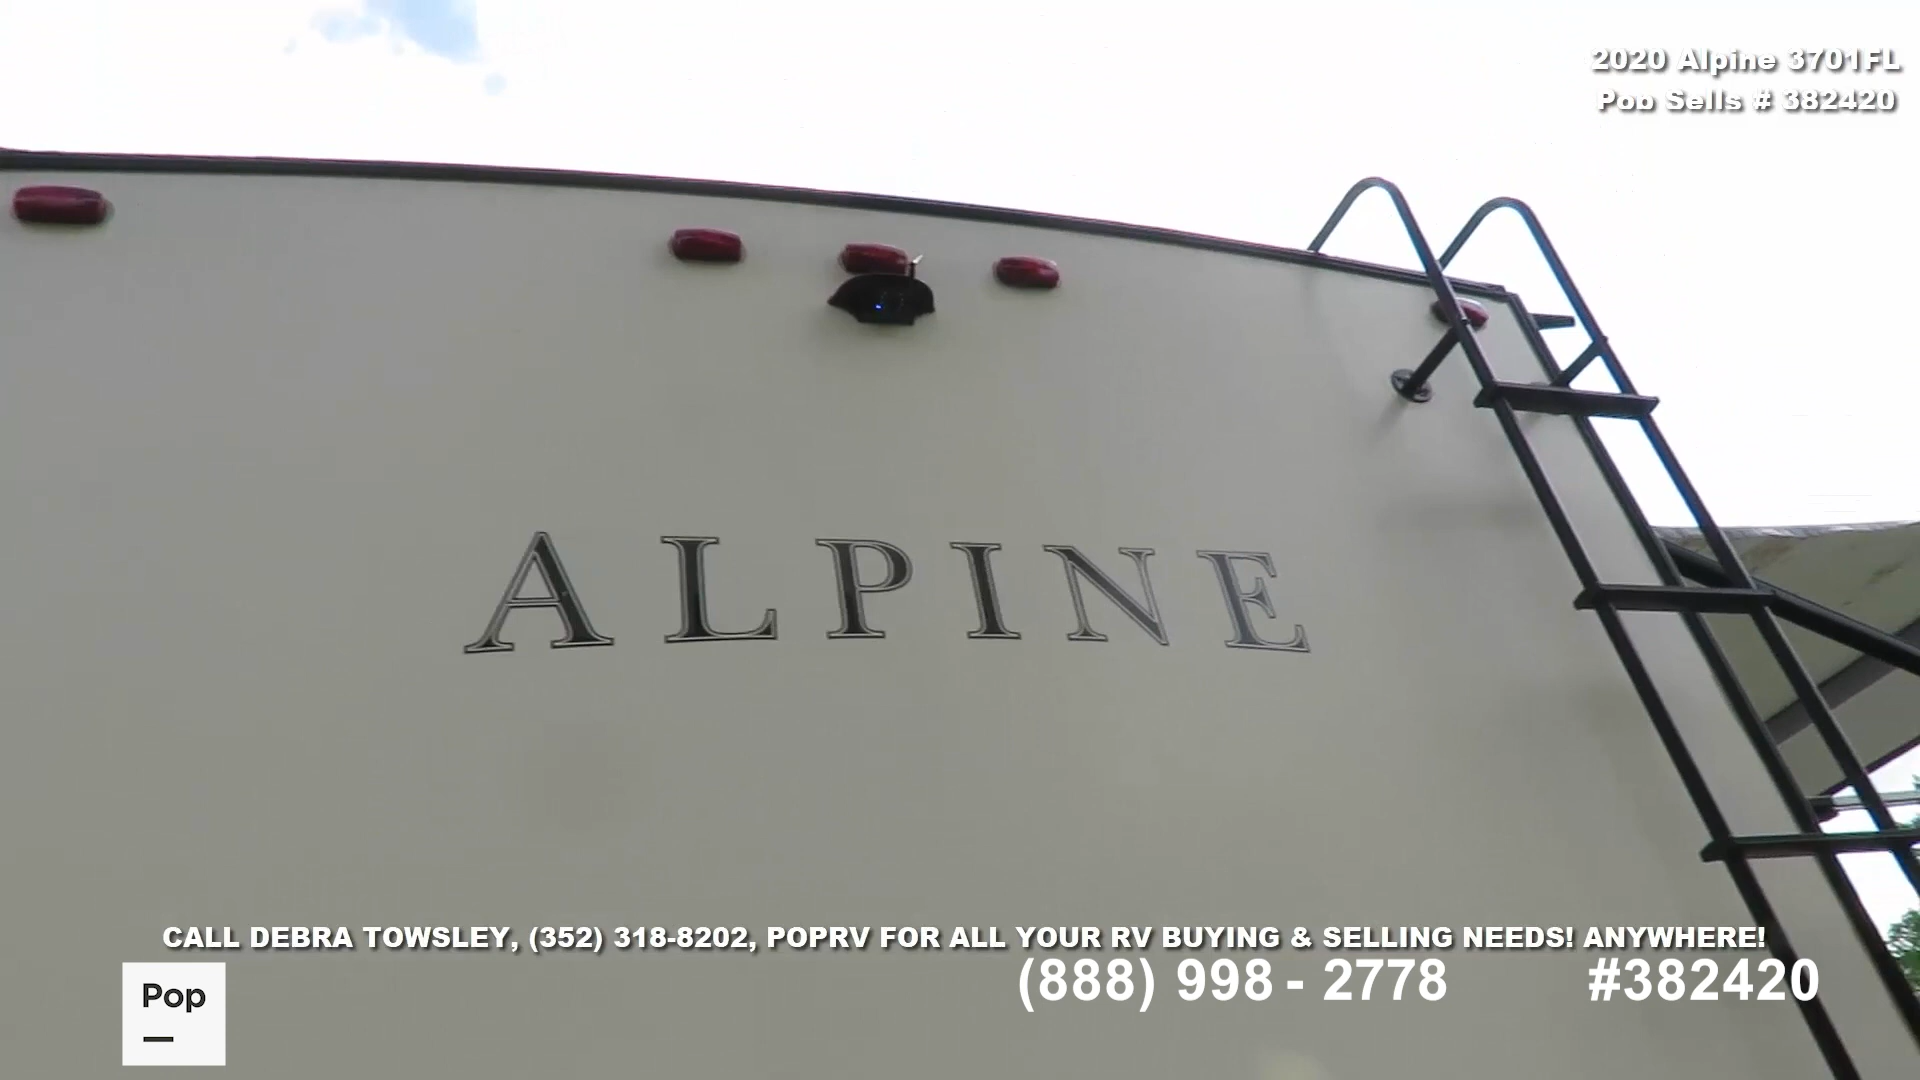 2020 Alpine 3701FL
Pop Sells # 382420
ALPINE
CALL DEBRA TOWSLEY, (352) 318-8202, POPRV FOR ALL YOUR RV BUYING & SELLING NEEDS! ANYWHERE!
(888) 998 - 2778 #382420
Pop